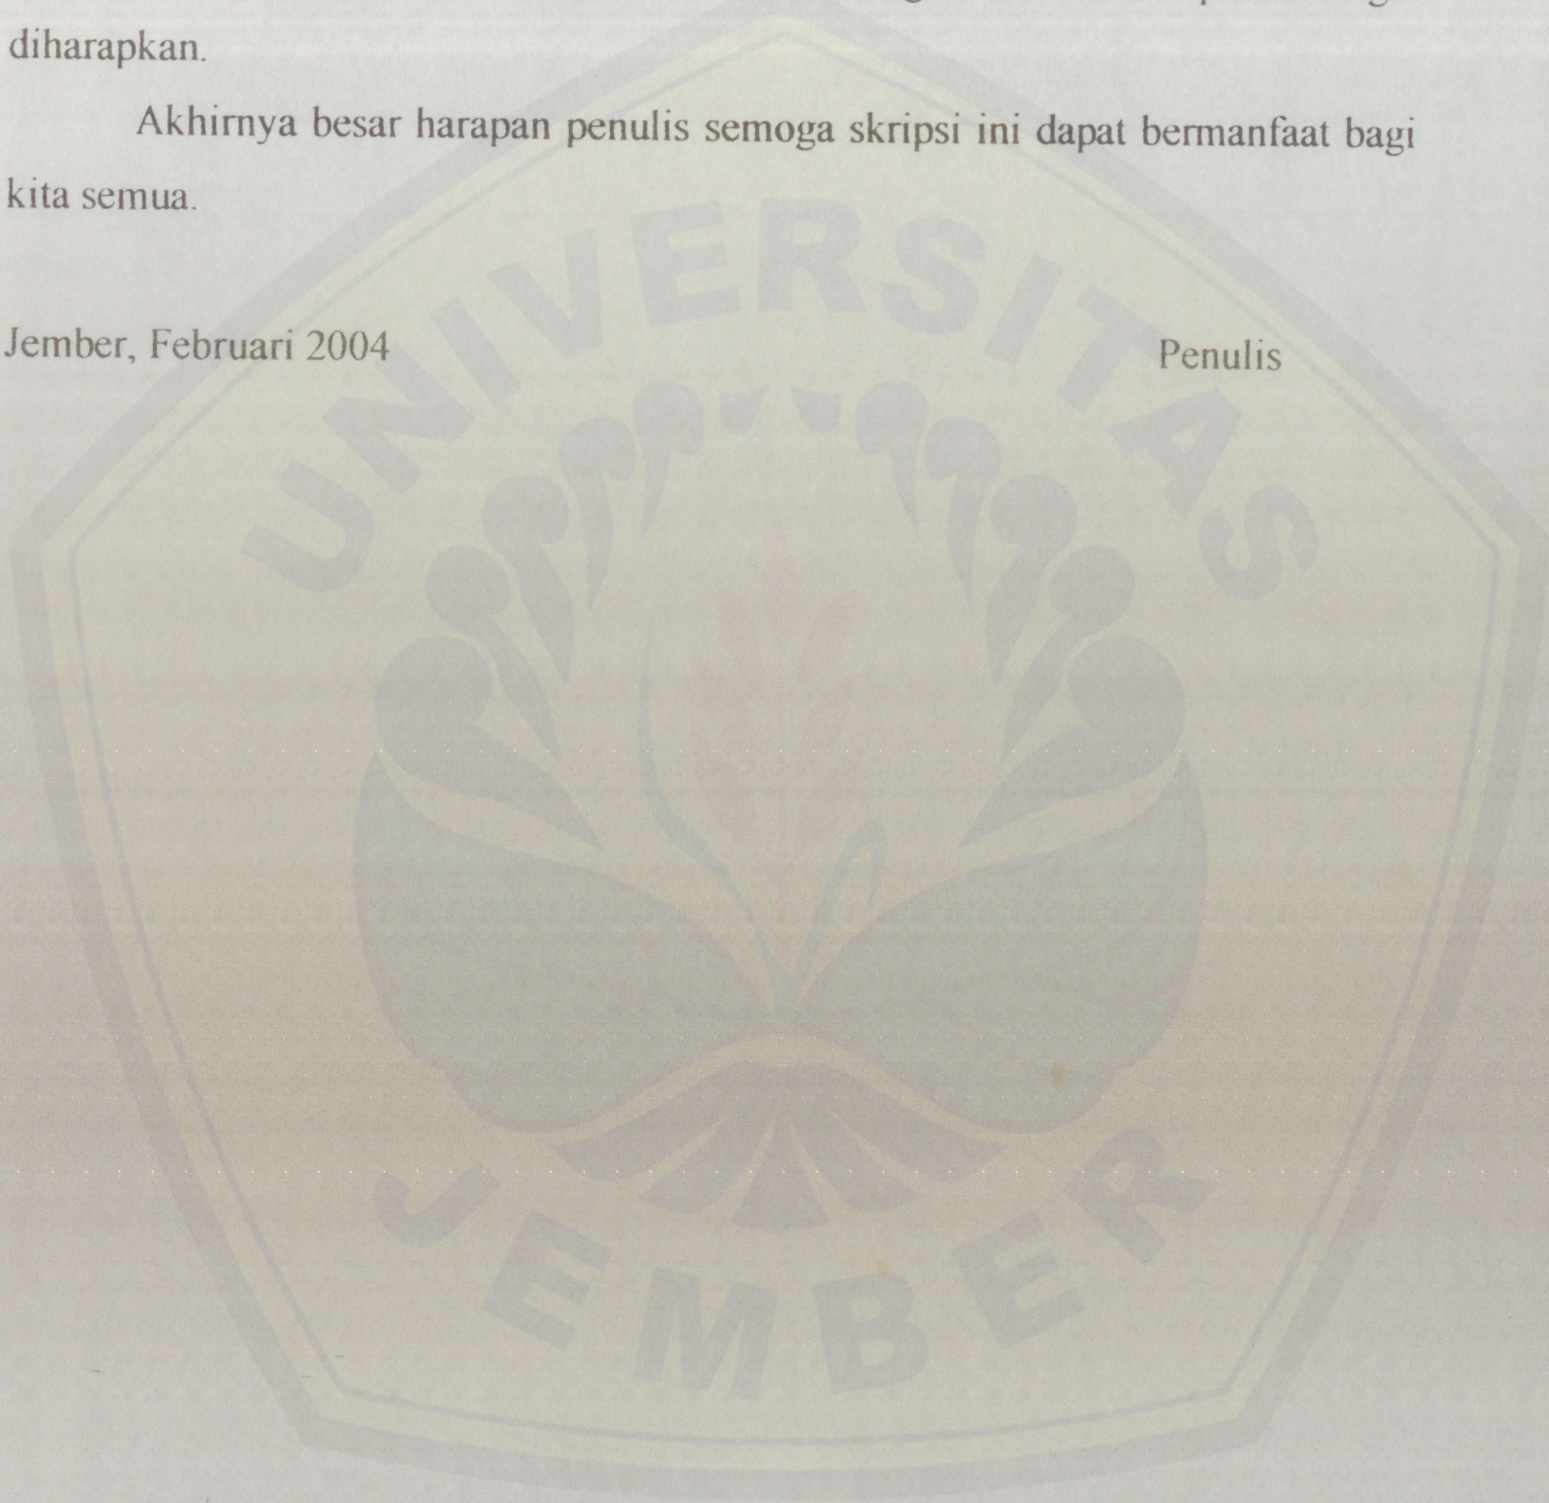 diharapkan.
Akhirnya besar harapan penulis semoga skripsi ini dapat bermanfaat bagi
kita semua.
Jember, Februari 2004 Penulis
UNIVERSITAS
JEMBER